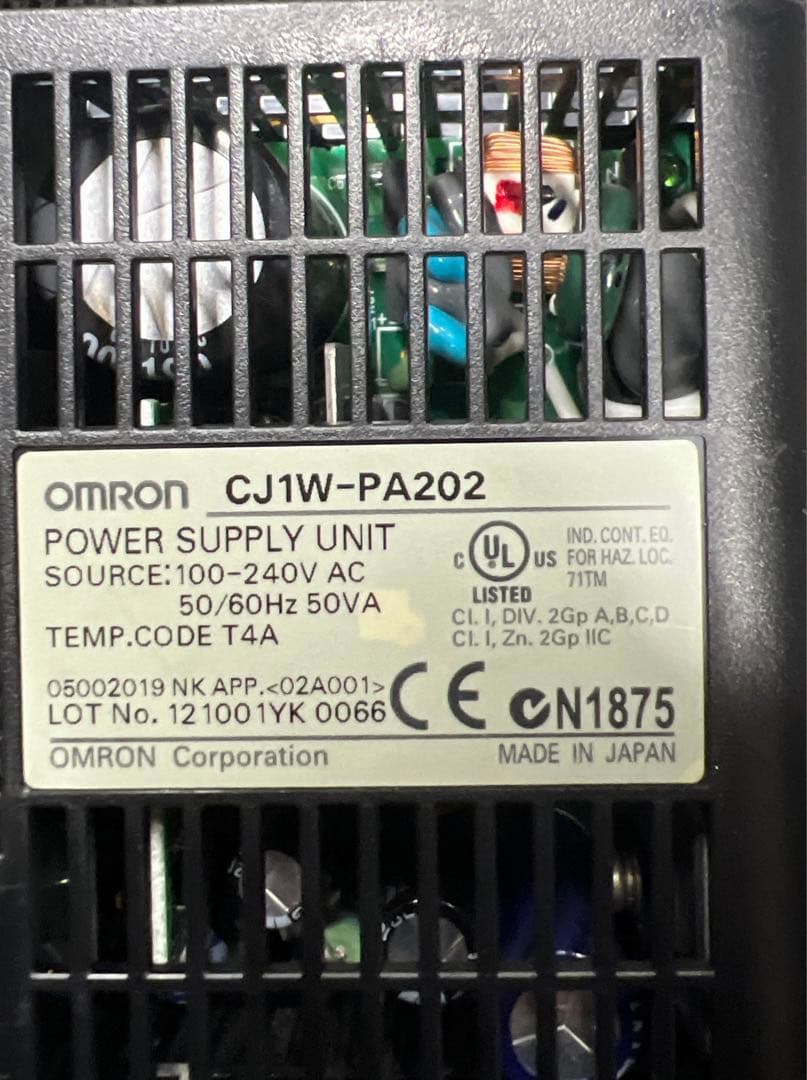 OMRON CJ1W-PA202
POWER SUPPLY UNIT
SOURCE:100-240V AC
50/60Hz 50VA
TEMP.CODE T4A
C UL US
LISTED
IND. CONT. EQ.
FOR HAZ. LOC.
71TM
Cl. I, DIV. 2Gp A,B,C,D
Cl. I, Zn. 2Gp IIC
05002019 NK APP.<02A001>
LOT No. 121001YK 0066
CE N1875
OMRON Corporation MADE IN JAPAN